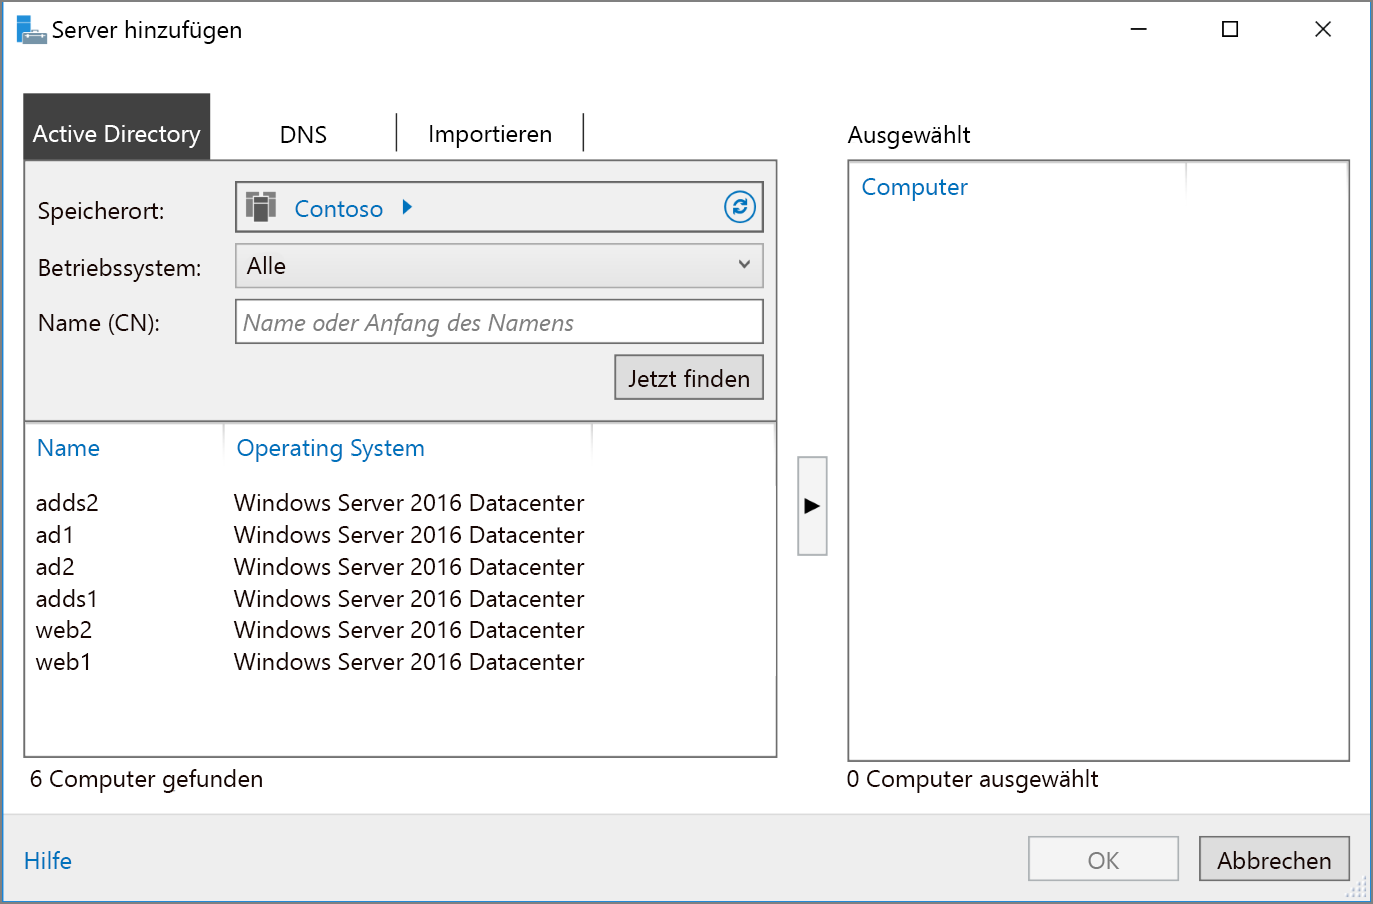 Server hinzufügen
Active Directory
DNS
Importieren
Speicherort:
Contoso
Betriebssystem:
Alle
Name (CN):
Name oder Anfang des Namens
Jetzt finden
Name Operating System
adds2 Windows Server 2016 Datacenter
ad1 Windows Server 2016 Datacenter
ad2 Windows Server 2016 Datacenter
adds1 Windows Server 2016 Datacenter
web2 Windows Server 2016 Datacenter
web1 Windows Server 2016 Datacenter
6 Computer gefunden
Ausgewählt
Computer
0 Computer ausgewählt
Hilfe
OK
Abbrechen